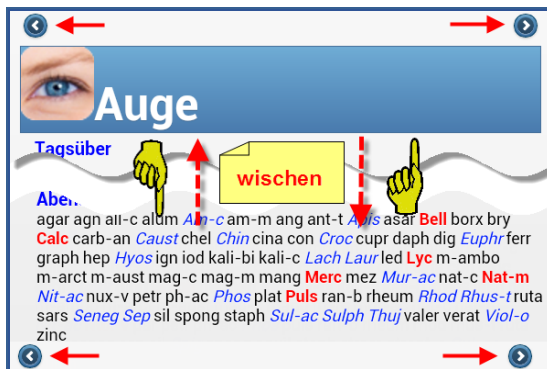 Auge
Tagsüber
wischen
agar agn all-c alum Am-c am-m ang ant-t Apis asar Bell borx bry
Calc carb-an Caust chel Chin cina con Croc cupr daph dig Euphr ferr
graph hep Hyos ign iod kali-bi kali-c Lach Laur led Lyc m-ambo
m-arct m-aust mag-c mag-m mang Merc mez Mur-ac nat-c Nat-m
Nit-ac nux-v petr ph-ac Phos plat Puls ran-b rheum Rhod Rhus-t ruta
sars Seneg Sep sil spong staph Sul-ac Sulph Thuj valer verat Viol-o
zinc